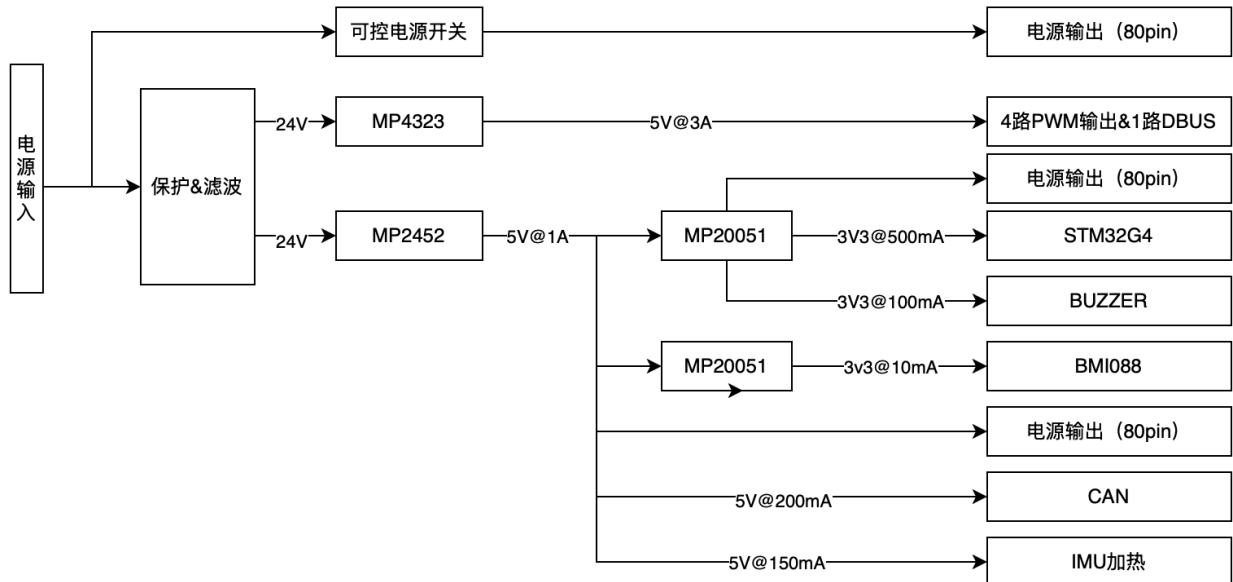 可控电源开关
电源输出（80pin）
电源输入
保护&滤波
24V
MP4323
5V@3A
4路PWM输出&1路DBUS
电源输出（80pin）
24V
MP2452
5V@1A
MP20051
3V3@500mA
STM32G4
3V3@100mA
BUZZER
MP20051
3v3@10mA
BMI088
电源输出（80pin）
5V@200mA
CAN
5V@150mA
IMU加热